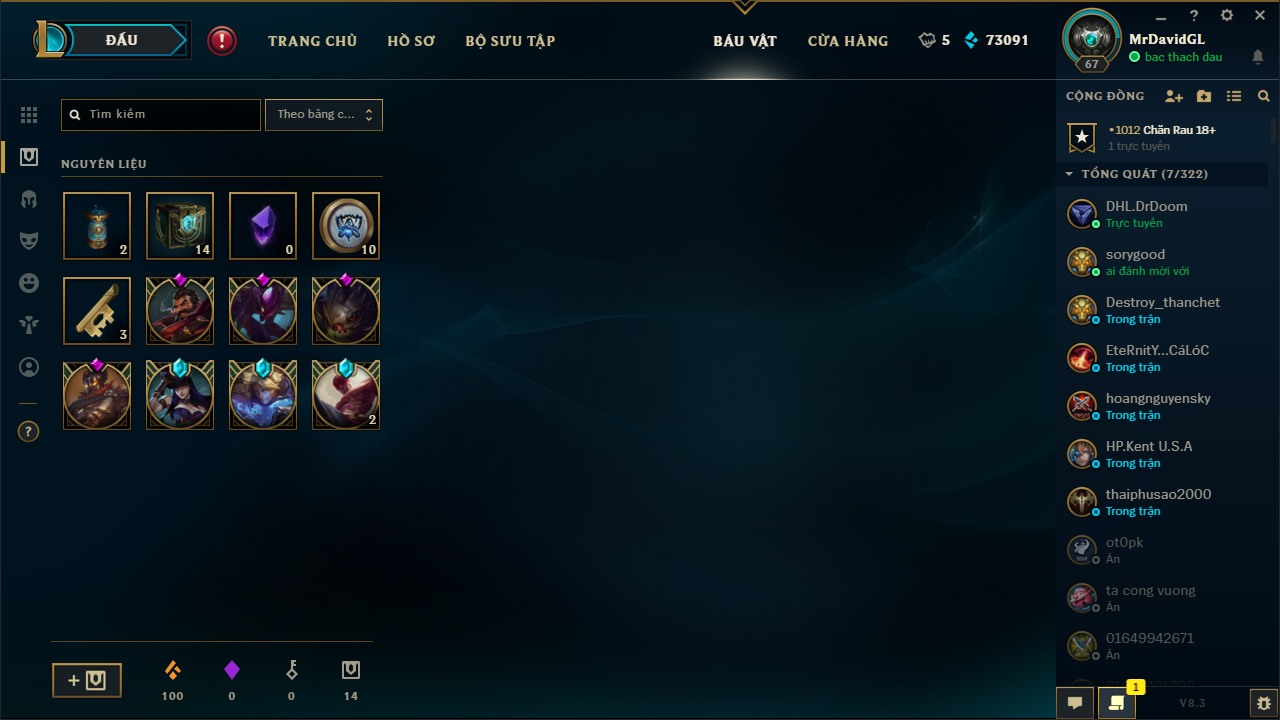 ĐẤU
TRANG CHỦ
HỒ SƠ
BỘ SƯU TẬP
BÁU VẬT
CỬA HÀNG
5
73091
67
MrDavidGL
bac thach dau
Tìm kiếm
Theo bảng c...
NGUYÊN LIỆU
2
14
0
10
3
2
100
0
0
14
CỘNG ĐỒNG
•1012 Chăn Rau 18+
1 trực tuyến
TỔNG QUÁT (7/322)
DHL.DrDoom
Trực tuyến
sorygood
ai đánh mời với
Destroy_thanchet
Trong trận
EteRnitY...CáLóC
Trong trận
hoangnguyensky
Trong trận
HP.Kent U.S.A
Trong trận
thaiphusao2000
Trong trận
ot0pk
Ẩn
ta cong vuong
Ẩn
01649942671
Ẩn
1
V8.3